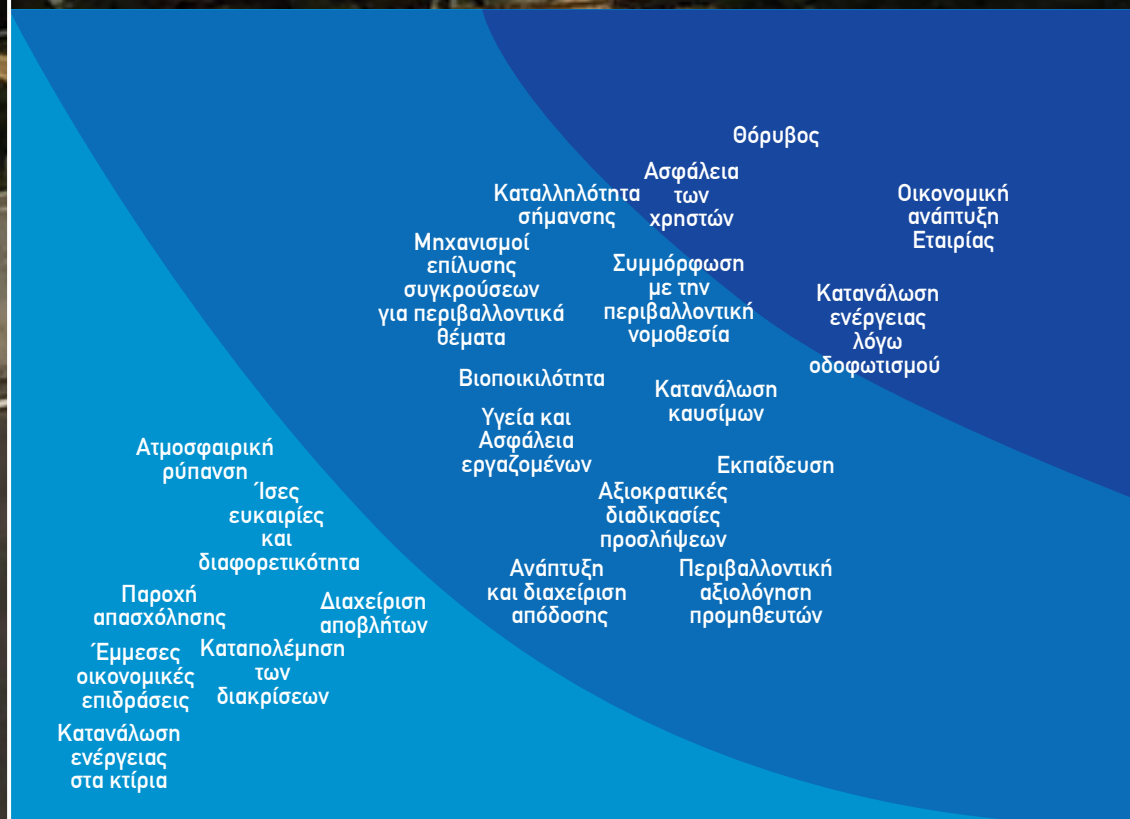 Θόρυβος
Ασφάλεια
των
χρηστών
Καταλληλότητα
σήμανσης
Οικονομική
ανάπτυξη
Εταιρίας
Μηχανισμοί
επίλυσης
συγκρούσεων
για περιβαλλοντικά
θέματα
Συμμόρφωση
με την
περιβαλλοντική
νομοθεσία
Κατανάλωση
ενέργειας
λόγω
οδοφωτισμού
Βιοποικιλότητα
Κατανάλωση
καυσίμων
Υγεία και
Ασφάλεια
εργαζομένων
Εκπαίδευση
Ατμοσφαιρική
ρύπανση
Ίσες
ευκαιρίες
και
διαφορετικότητα
Αξιοκρατικές
διαδικασίες
προσλήψεων
Ανάπτυξη
και διαχείριση
απόδοσης
Περιβαλλοντική
αξιολόγηση
προμηθευτών
Παροχή
απασχόλησης
Διαχείριση
αποβλήτων
Έμμεσες
οικονομικές
επιδράσεις
Καταπολέμηση
των
διακρίσεων
Κατανάλωση
ενέργειας
στα κτίρια